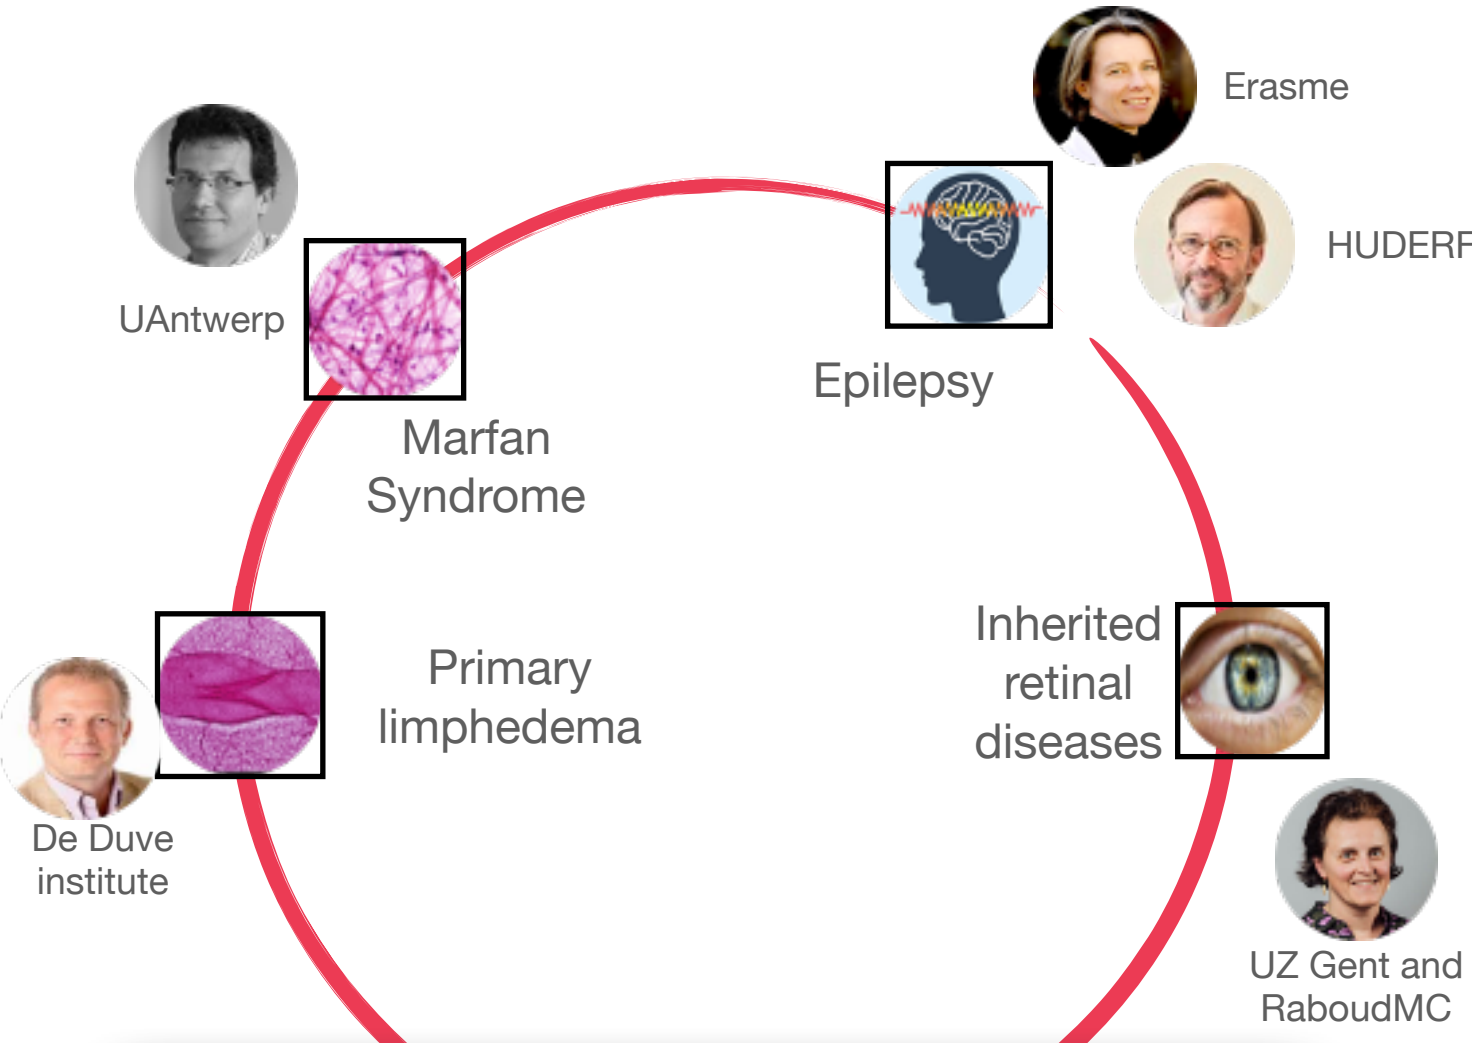 Erasme
HUDERF
UAntwerp
Epilepsy
Marfan
Syndrome
Inherited
retinal
diseases
Primary
limphedema
De Duve
institute
UZ Gent and
RaboudMC